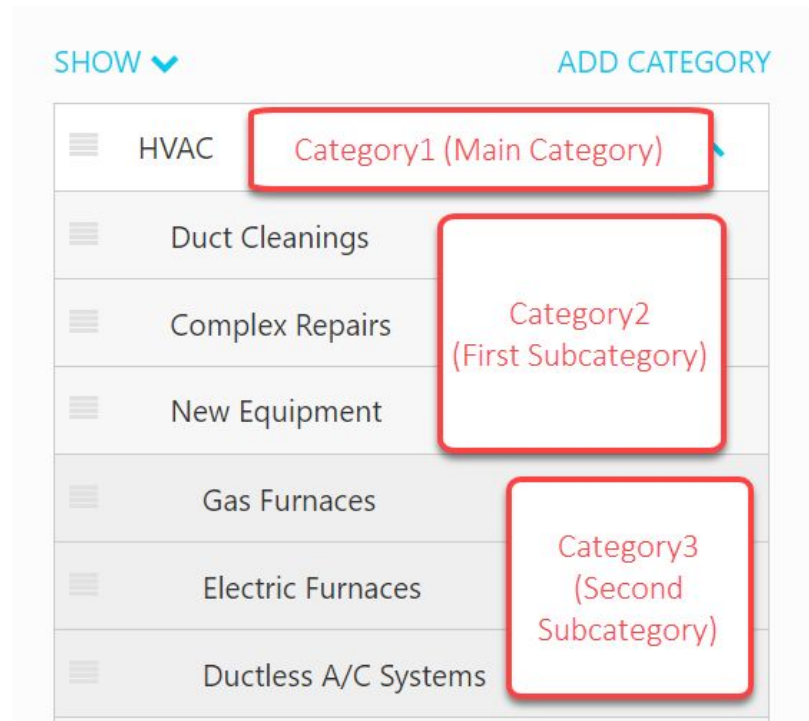 SHOW
ADD CATEGORY
HVAC
Category1 (Main Category)
Duct Cleanings
Complex Repairs
New Equipment
Category2
(First Subcategory)
Gas Furnaces
Electric Furnaces
Ductless A/C Systems
Category3
(Second
Subcategory)